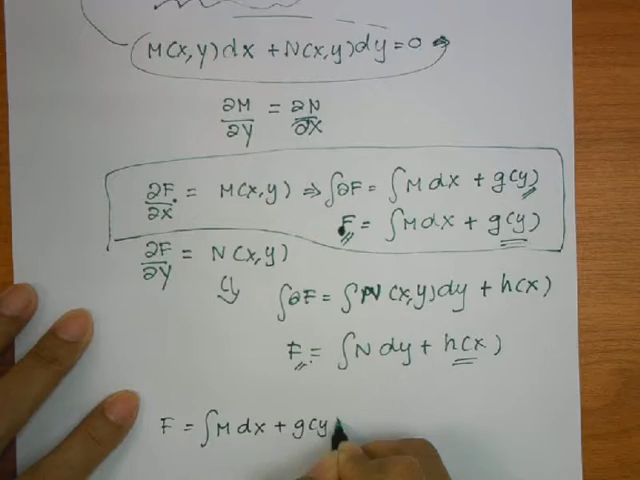 M(x,y)dx + N(x,y)dy = 0
∂M/∂y = ∂N/∂x
∂F/∂x = M(x,y) ⇒ ∫∂F = ∫M dx + g(y)
F = ∫M dx + g(y)
∂F/∂y = N(x,y)
∫∂F = ∫N(x,y)dy + h(x)
F = ∫N dy + h(x)
F = ∫M dx + g(y